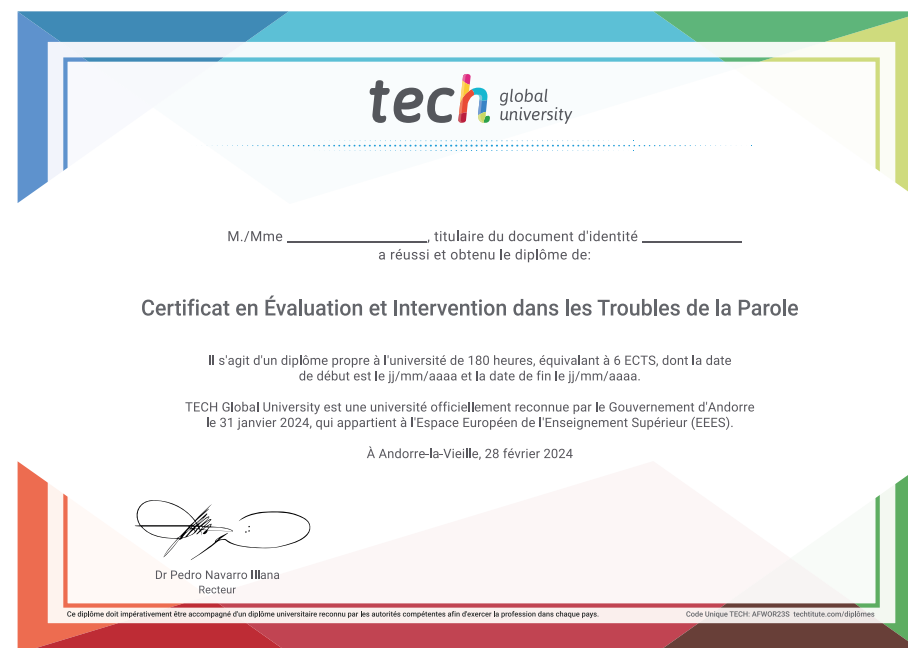 tech global university
M./Mme ____________________, titulaire du document d'identité ______________
a réussi et obtenu le diplôme de:
Certificat en Évaluation et Intervention dans les Troubles de la Parole
Il s'agit d'un diplôme propre à l'université de 180 heures, équivalant à 6 ECTS, dont la date
de début est le jj/mm/aaaa et la date de fin le jj/mm/aaaa.
TECH Global University est une université officiellement reconnue par le Gouvernement d'Andorre
le 31 janvier 2024, qui appartient à l'Espace Européen de l'Enseignement Supérieur (EEES).
À Andorre-la-Vieille, 28 février 2024
Dr Pedro Navarro Illana
Recteur
Ce diplôme doit impérativement être accompagné d'un diplôme universitaire reconnu par les autorités compétentes afin d'exercer la profession dans chaque pays.
Code Unique TECH: AFWOR23S techtitute.com/diplômes